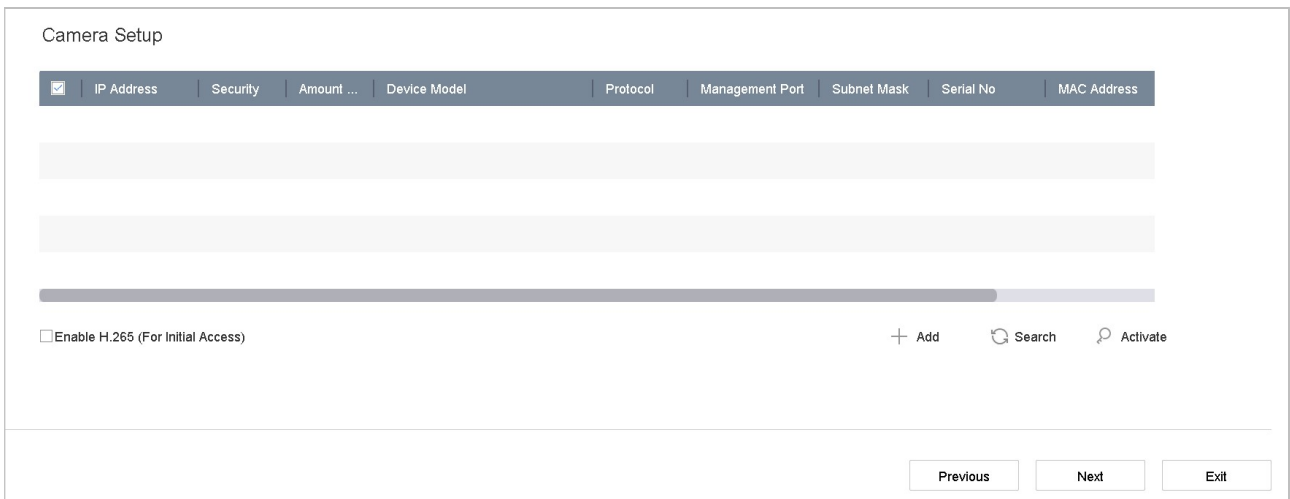 Camera Setup
IP Address Security Amount ... Device Model Protocol Management Port Subnet Mask Serial No MAC Address
Enable H.265 (For Initial Access) Add Search Activate
Previous Next Exit